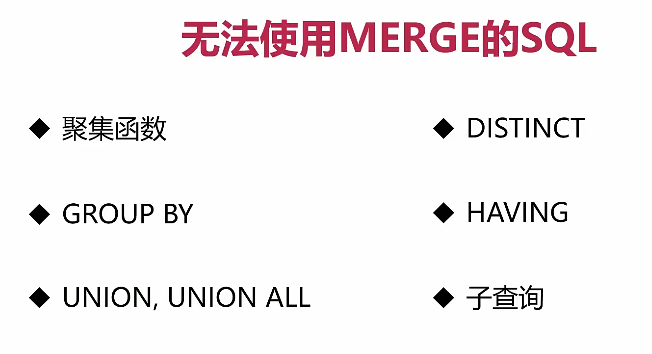 无法使用MERGE的SQL
◆ 聚集函数
◆ DISTINCT
◆ GROUP BY
◆ HAVING
◆ UNION, UNION ALL
◆ 子查询